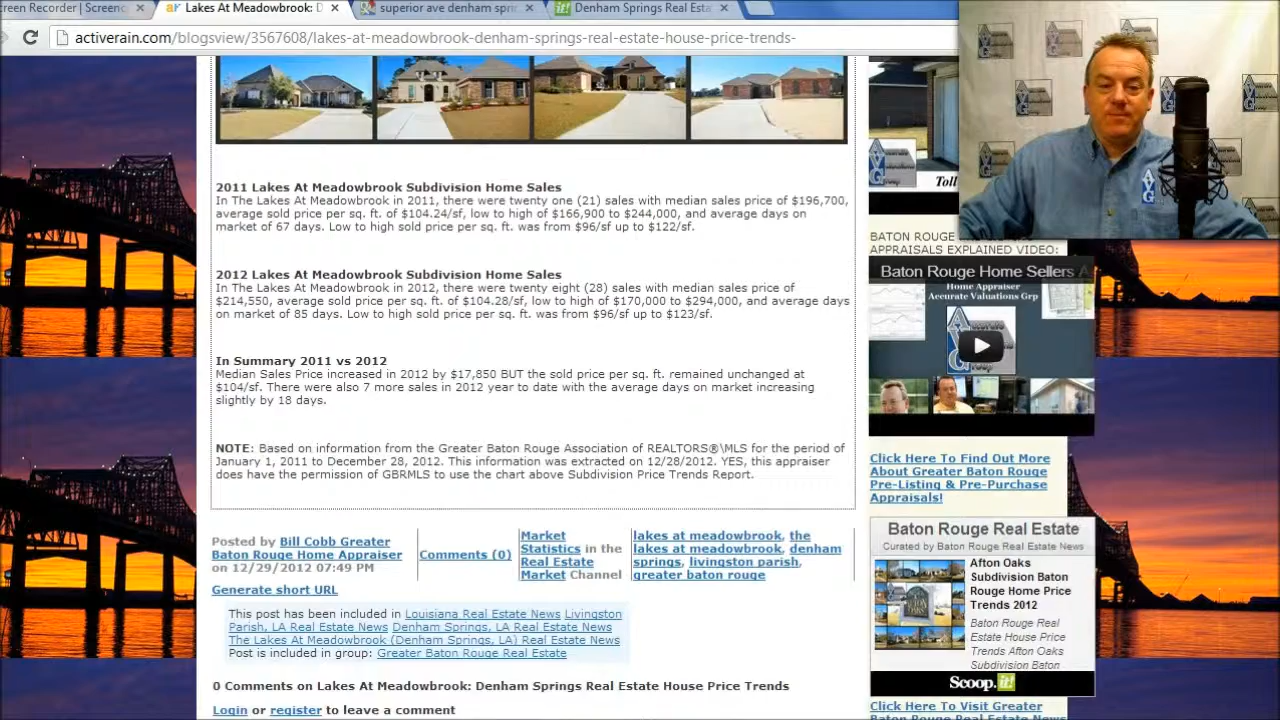 creen Recorder | Screenc
Lakes At Meadowbrook: D
superior ave denham spri
Denham Springs Real Esta
activerain.com/blogsview/3567608/lakes-at-meadowbrook-denham-springs-real-estate-house-price-trends-
2011 Lakes At Meadowbrook Subdivision Home Sales
In The Lakes At Meadowbrook in 2011, there were twenty one (21) sales with median sales price of $196,700,
average sold price per sq. ft. of $104.24/sf, low to high of $166,900 to $244,000, and average days on
market of 67 days. Low to high sold price per sq. ft. was from $96/sf up to $122/sf.
2012 Lakes At Meadowbrook Subdivision Home Sales
In The Lakes At Meadowbrook in 2012, there were twenty eight (28) sales with median sales price of
$214,550, average sold price per sq. ft. of $104.28/sf, low to high of $170,000 to $294,000, and average days
on market of 85 days. Low to high sold price per sq. ft. was from $96/sf up to $123/sf.
In Summary 2011 vs 2012
Median Sales Price increased in 2012 by $17,850 BUT the sold price per sq. ft. remained unchanged at
$104/sf. There were also 7 more sales in 2012 year to date with the average days on market increasing
slightly by 18 days.
NOTE: Based on information from the Greater Baton Rouge Association of REALTORS®\MLS for the period of
January 1, 2011 to December 28, 2012. This information was extracted on 12/28/2012. YES, this appraiser
does have the permission of GBRMLS to use the chart above Subdivision Price Trends Report.
Posted by Bill Cobb Greater
Baton Rouge Home Appraiser
on 12/29/2012 07:49 PM
Comments (0)
Market
Statistics in the
Real Estate
Market Channel
lakes at meadowbrook, the
lakes at meadowbrook, denham
springs, livingston parish,
greater baton rouge
Generate short URL
This post has been included in Louisiana Real Estate News Livingston
Parish, LA Real Estate News Denham Springs, LA Real Estate News
The Lakes At Meadowbrook (Denham Springs, LA) Real Estate News
Post is included in group: Greater Baton Rouge Real Estate
0 Comments on Lakes At Meadowbrook: Denham Springs Real Estate House Price Trends
Login or register to leave a comment
Toll
AVG
BATON ROUGE
APPRAISALS EXPLAINED VIDEO:
Baton Rouge Home Sellers A
Home Appraiser
Accurate Valuations Grp
AVG
Click Here To Find Out More
About Greater Baton Rouge
Pre-Listing & Pre-Purchase
Appraisals!
Baton Rouge Real Estate
Curated by Baton Rouge Real Estate News
Afton Oaks
Subdivision Baton
Rouge Home Price
Trends 2012
Baton Rouge Real
Estate House Price
Trends Afton Oaks
Subdivision Baton
Scoop.it!
Click Here To Visit Greater